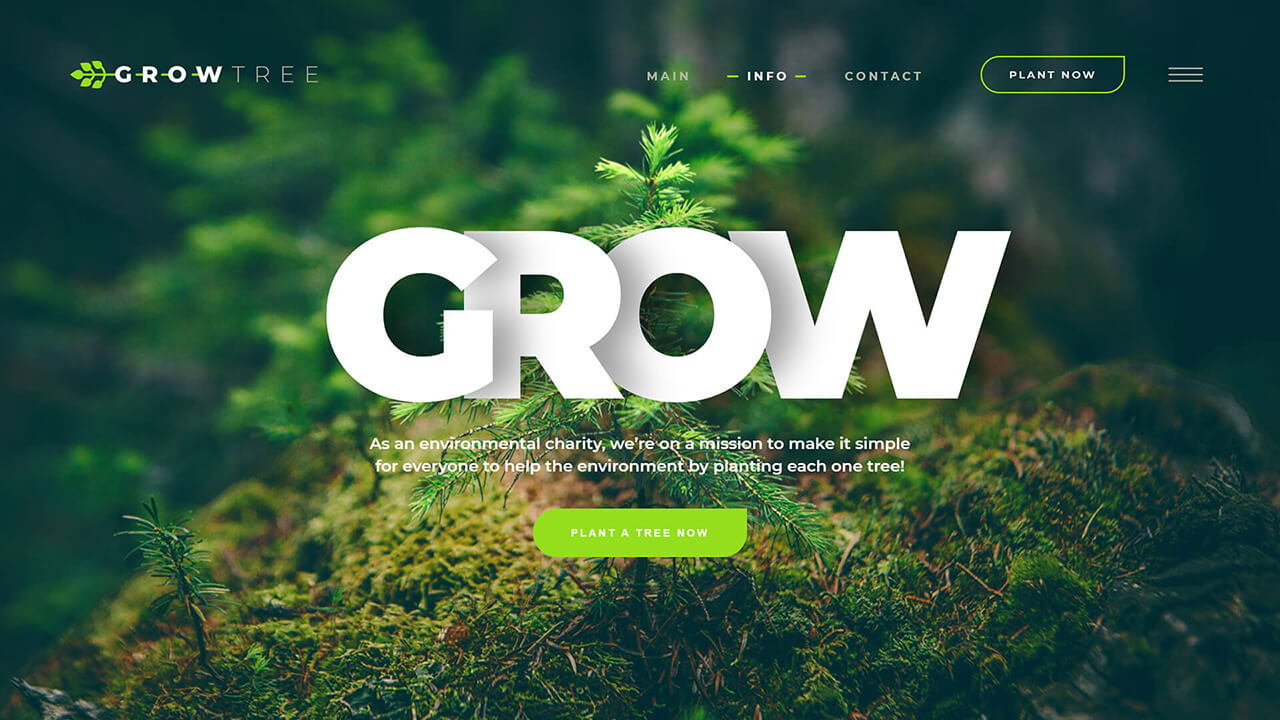 GROWTREE
MAIN
INFO
CONTACT
PLANT NOW
GROW
As an environmental charity, we're on a mission to make it simple
for everyone to help the environment by planting each one tree!
PLANT A TREE NOW